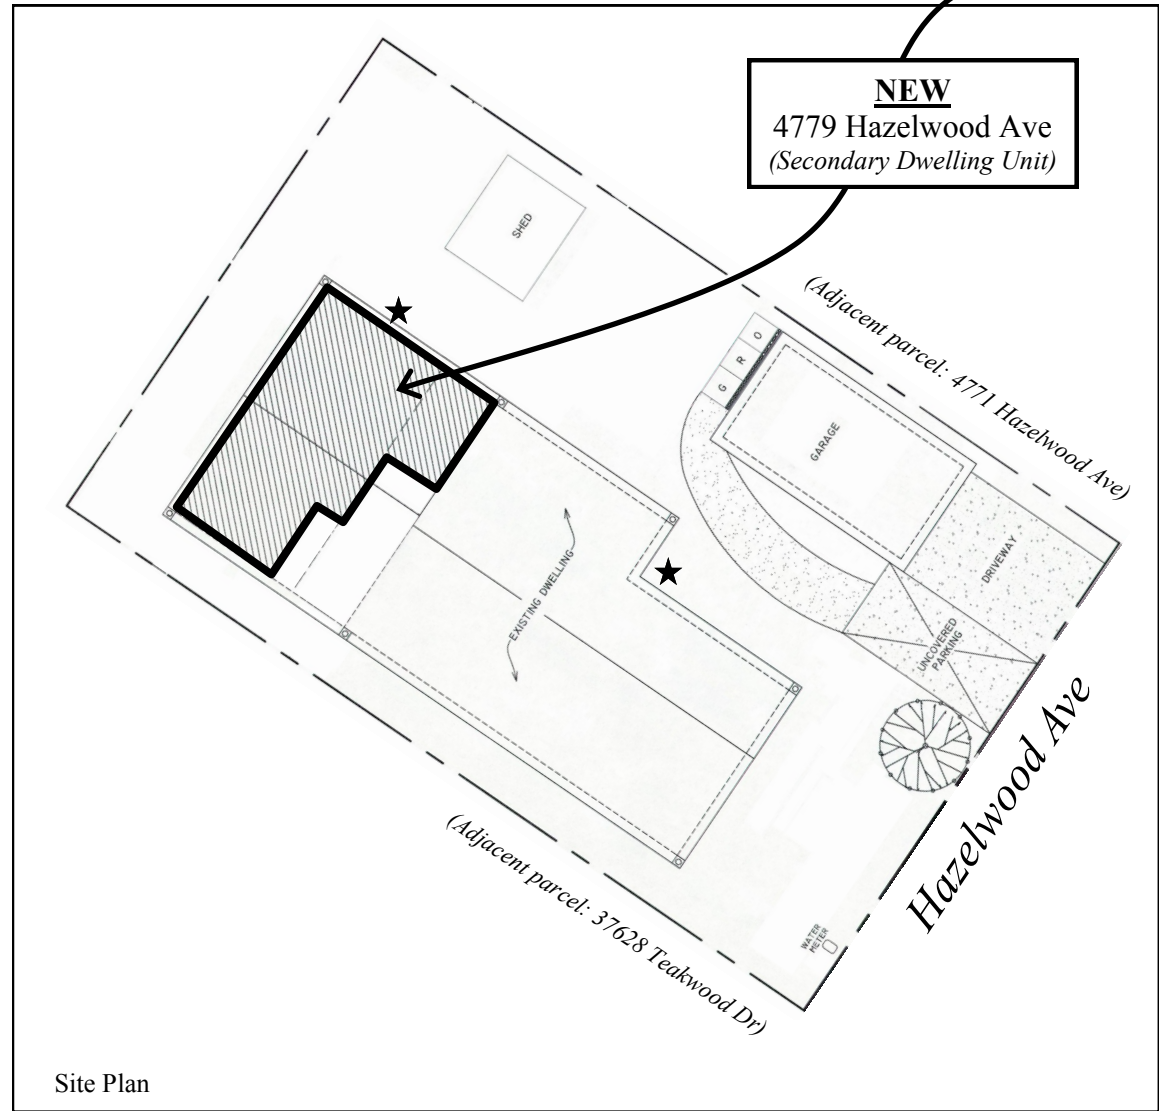 NEW
4779 Hazelwood Ave
(Secondary Dwelling Unit)
SHED
(Adjacent parcel: 4771 Hazelwood Ave)
G R O
GARAGE
DRIVEWAY
EXISTING DWELLING
UNCOVERED
PARKING
Hazelwood Ave
(Adjacent parcel: 37628 Teakwood Dr)
WATER
METER
Site Plan